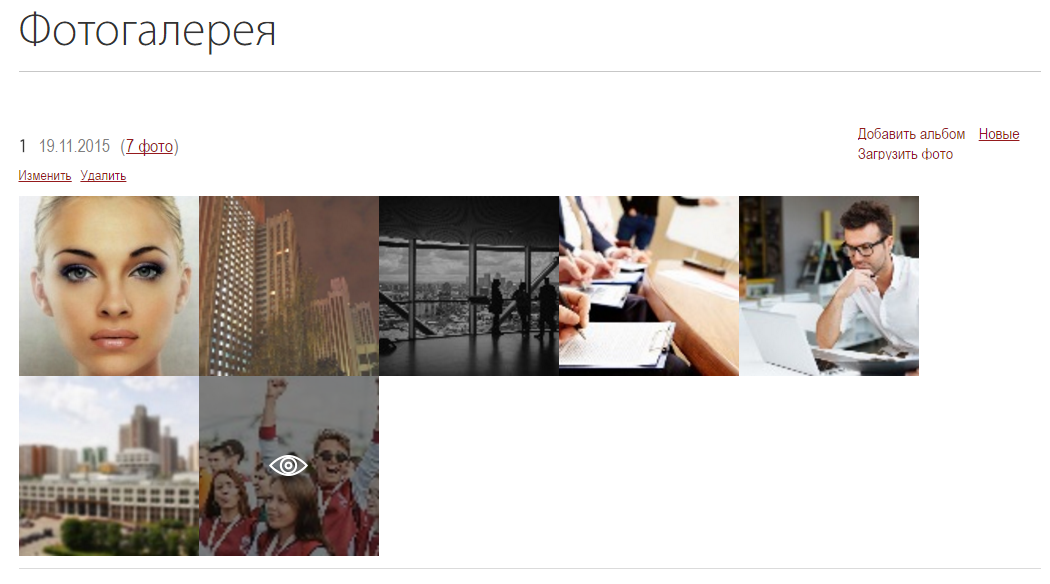 Фотогалерея
1 19.11.2015 (7 фото)
Добавить альбом Новые
Загрузить фото
Изменить Удалить